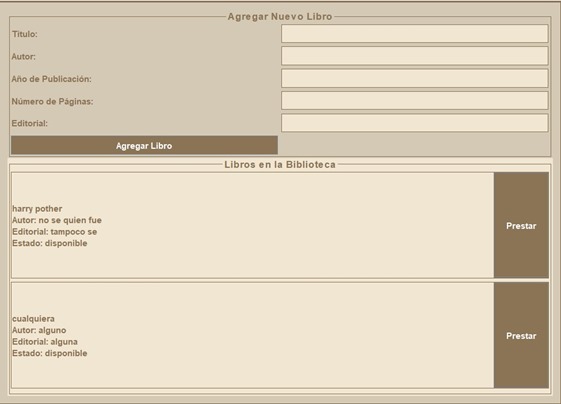 Agregar Nuevo Libro
Título:
Autor:
Año de Publicación:
Número de Páginas:
Editorial:
Agregar Libro
Libros en la Biblioteca
harry pother
Autor: no se quien fue
Editorial: tampoco se
Estado: disponible
Prestar
cualquiera
Autor: alguno
Editorial: alguna
Estado: disponible
Prestar